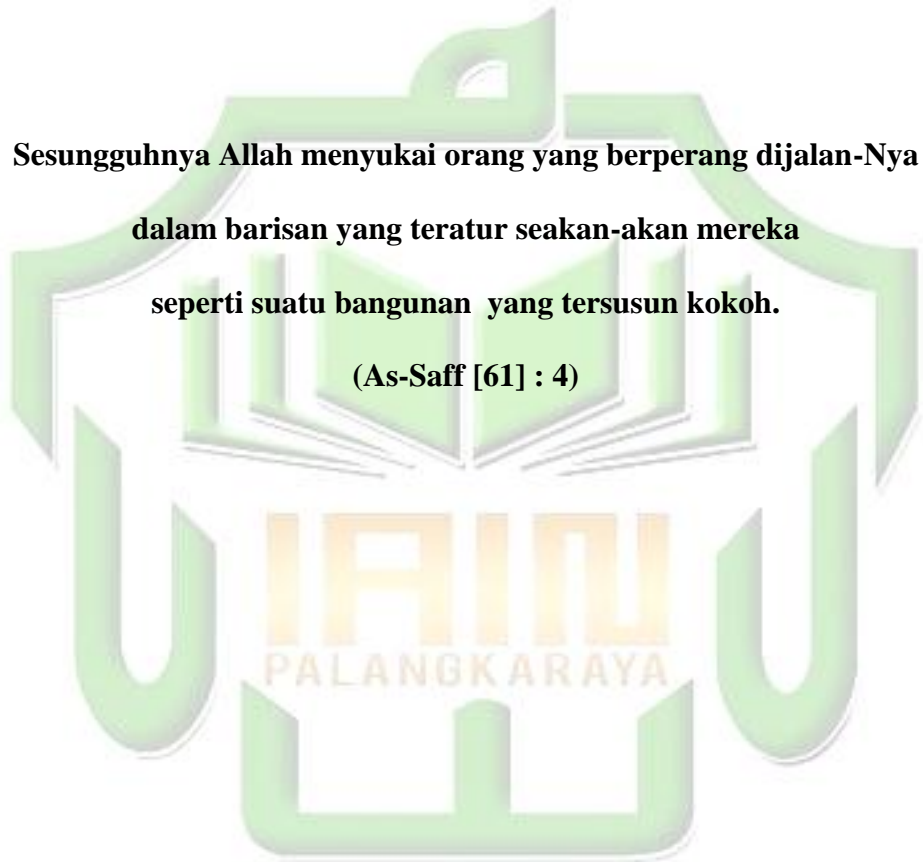 Sesungguhnya Allah menyukai orang yang berperang dijalan-Nya
dalam barisan yang teratur seakan-akan mereka
seperti suatu bangunan  yang tersusun kokoh.
(As-Saff [61] : 4)
IAIN
PALANGKARAYA